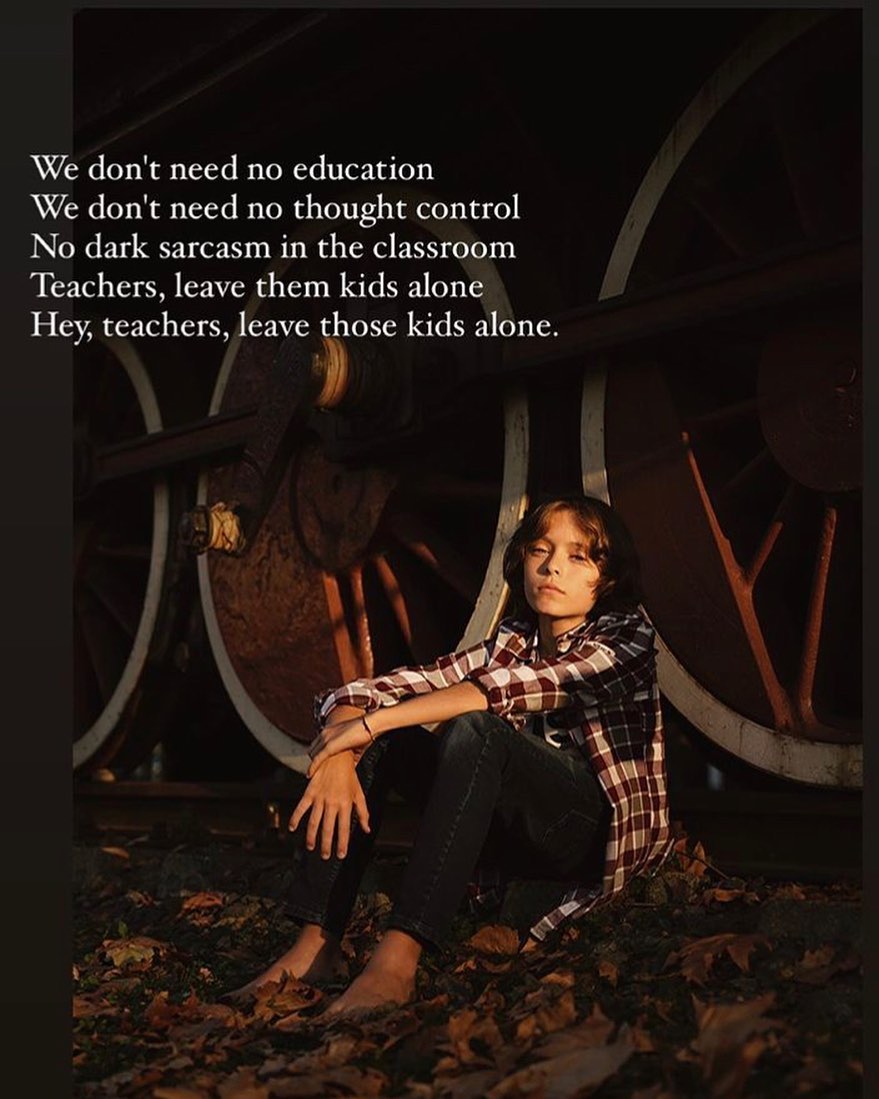 We don't need no education
We don't need no thought control
No dark sarcasm in the classroom
Teachers, leave them kids alone
Hey, teachers, leave those kids alone.